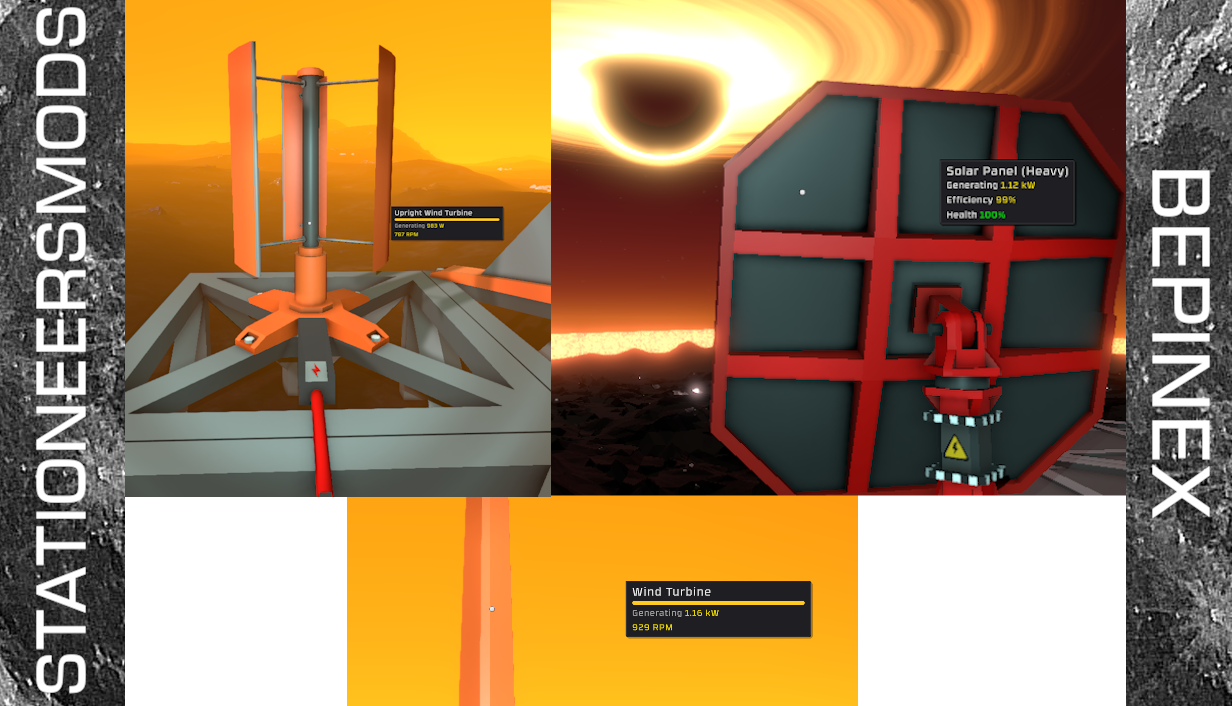 STATIONEERSMODS
Upright Wind Turbine
Generating 983 W
767 RPM
Solar Panel (Heavy)
Generating 1.12 kW
Efficiency 99%
Health 100%
Wind Turbine
Generating 1.16 kW
929 RPM
BEPINEX